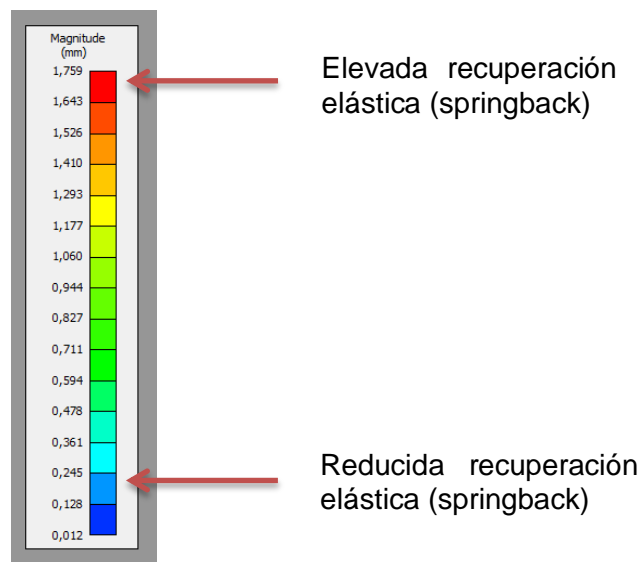 Magnitude
(mm)
1,759
1,643
1,526
1,410
1,293
1,177
1,060
0,944
0,827
0,711
0,594
0,478
0,361
0,245
0,128
0,012
Elevada recuperación
elástica (springback)
Reducida recuperación
elástica (springback)